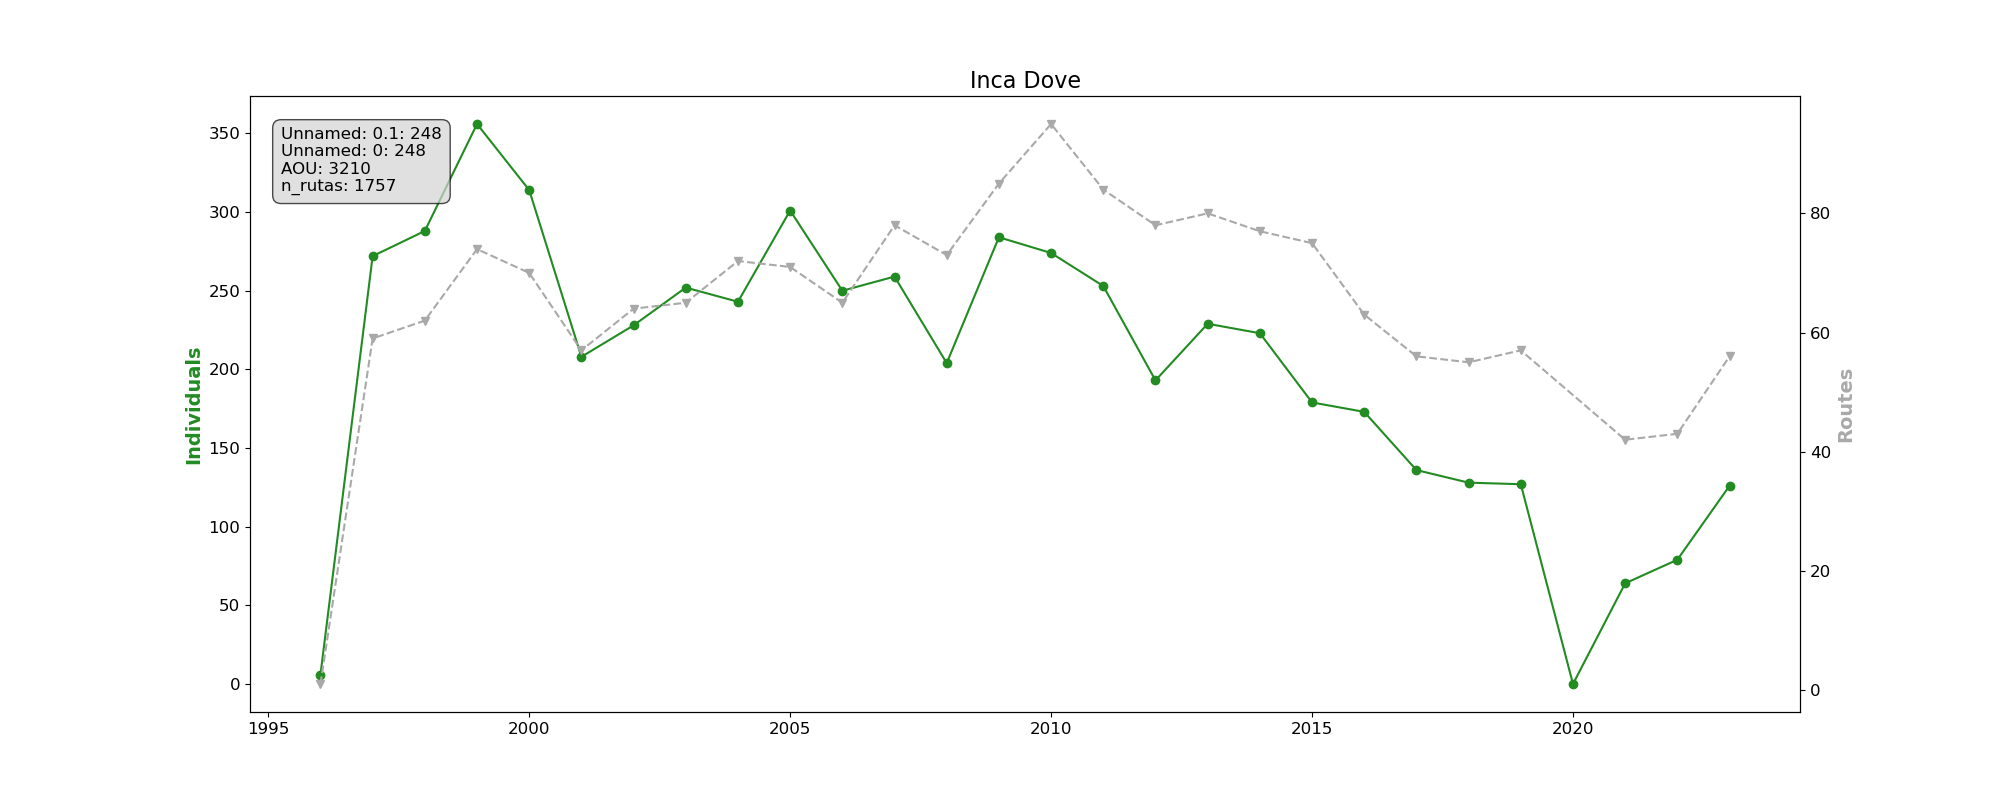 Inca Dove
Unnamed: 0.1: 248
Unnamed: 0: 248
AOU: 3210
n_rutas: 1757
350
300
250
200
150
100
50
0
Individuals
80
60
40
20
0
Routes
1995 2000 2005 2010 2015 2020